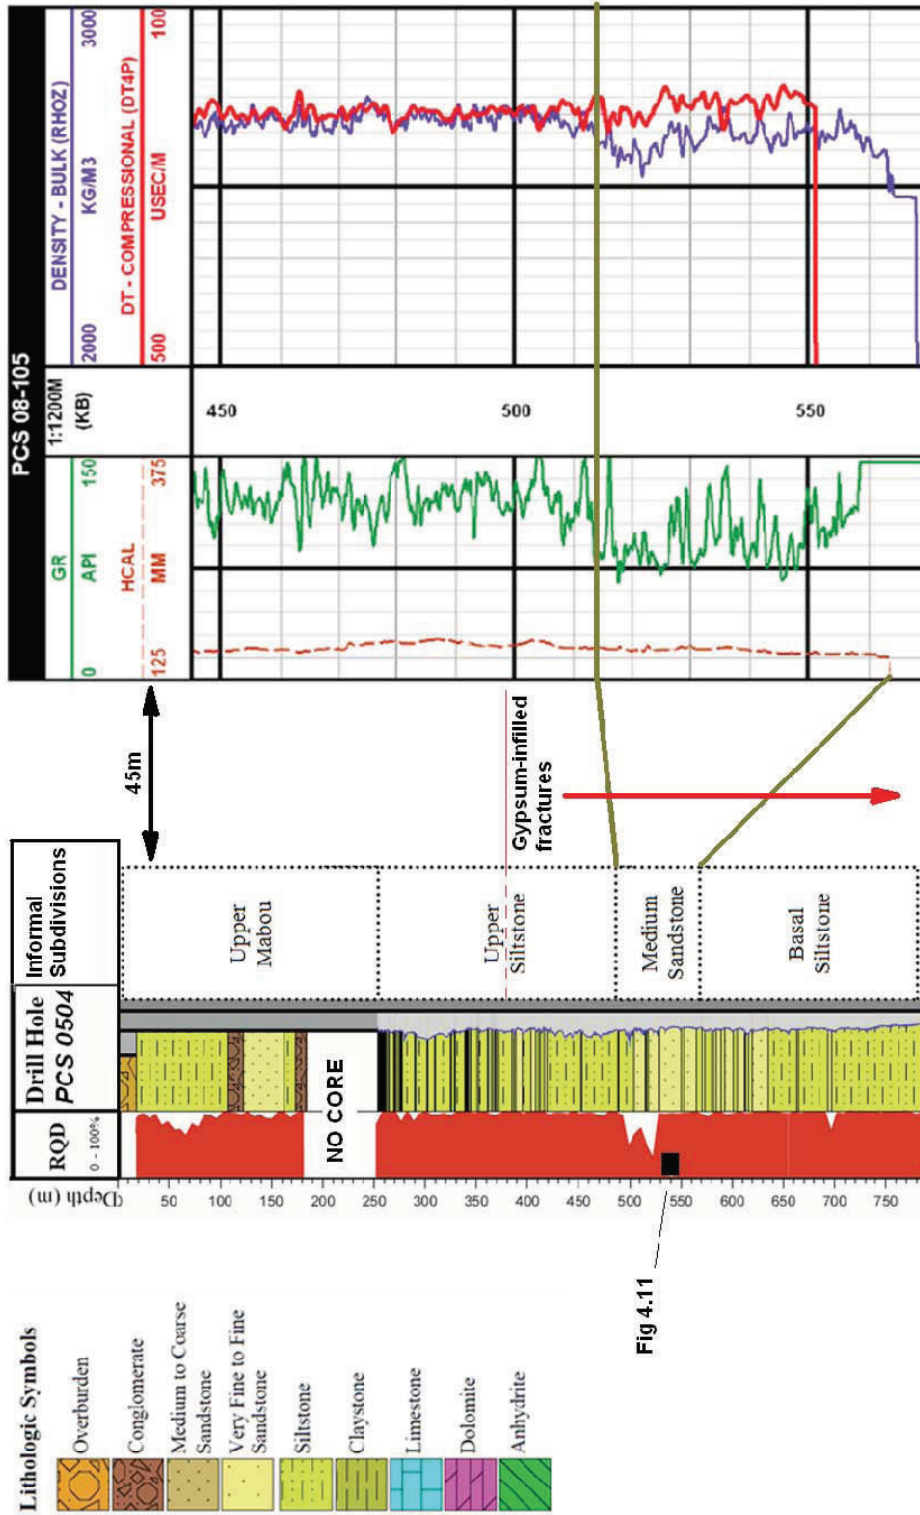 PCS 08-105
GR
0 API 150
HCAL
125 MM 375
1:1200M
(KB)
DENSITY - BULK (RHOZ)
2000 KG/M3 3000
DT - COMPRESSIONAL (DT4P)
500 USEC/M 100
450
500
550
45m
Gypsum-infilled
fractures
Depth (m)
RQD
0 - 100%
Drill Hole
PCS 0504
Informal
Subdivisions
Upper
Mabou
Upper
Siltstone
Medium
Sandstone
Basal
Siltstone
NO CORE
0
50
100
150
200
250
300
350
400
450
500
550
600
650
700
750
Fig 4.11
Lithologic Symbols
Overburden
Conglomerate
Medium to Coarse
Sandstone
Very Fine to Fine
Sandstone
Siltstone
Claystone
Limestone
Dolomite
Anhydrite